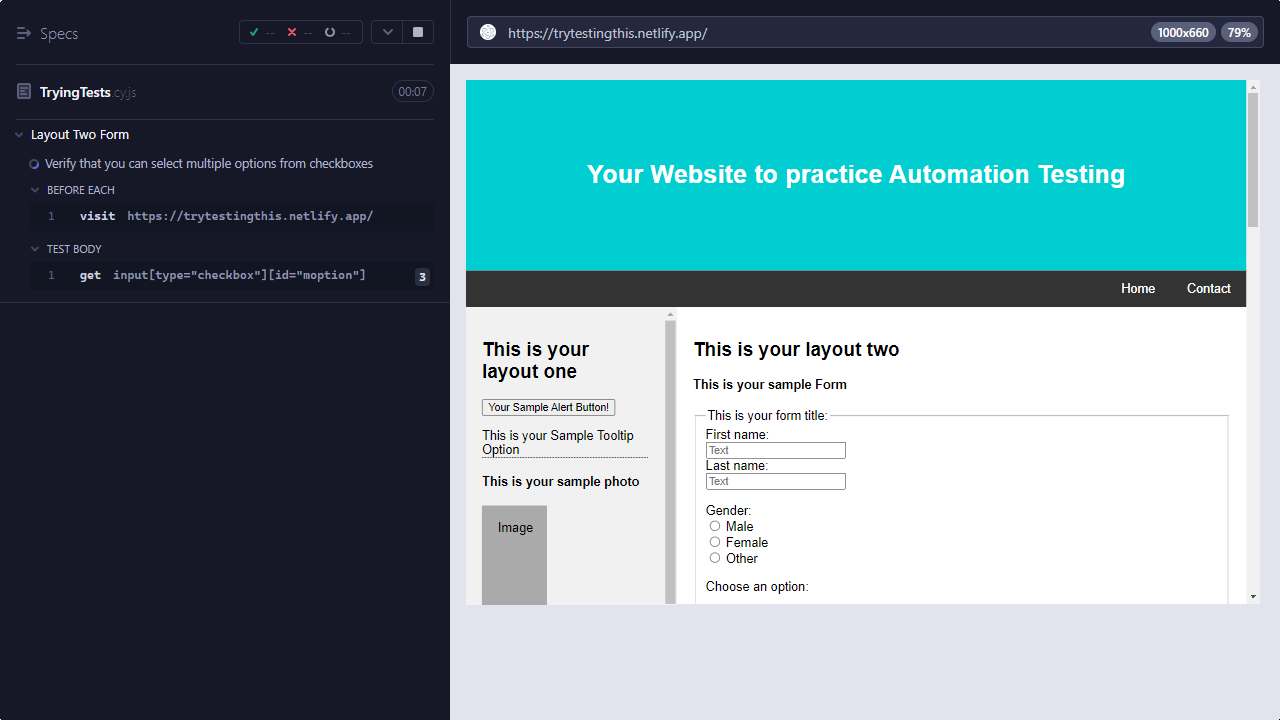 Specs
-- -- --
TryingTests.cy.js
00:07
Layout Two Form
Verify that you can select multiple options from checkboxes
BEFORE EACH
1 visit https://trytestingthis.netlify.app/
TEST BODY
1 get input[type="checkbox"][id="moption"] 3
https://trytestingthis.netlify.app/
1000x660
79%
Your Website to practice Automation Testing
Home Contact
This is your
layout one
Your Sample Alert Button!
This is your Sample Tooltip
Option
This is your sample photo
Image
This is your layout two
This is your sample Form
This is your form title:
First name:
Text
Last name:
Text
Gender:
Male
Female
Other
Choose an option: